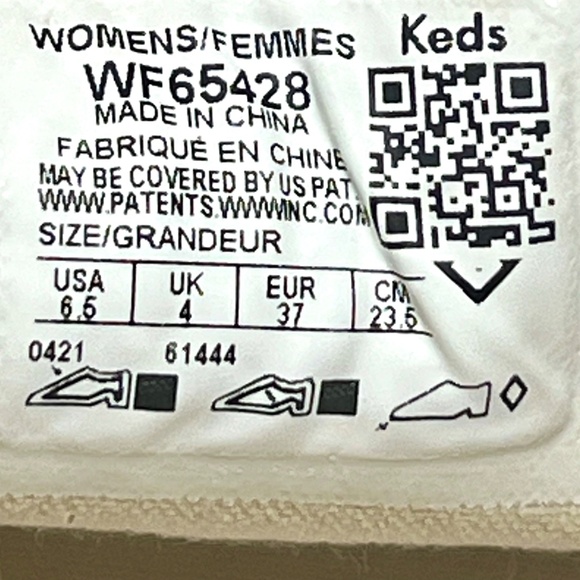 WOMENS/FEMMES
Keds
WF65428
MADE IN CHINA
FABRIQUÉ EN CHINE
MAY BE COVERED BY US PAT
WWW.PATENTS.WWWINC.COM
SIZE/GRANDEUR
USA UK EUR CM
6.5 4 37 23.5
0421 61444